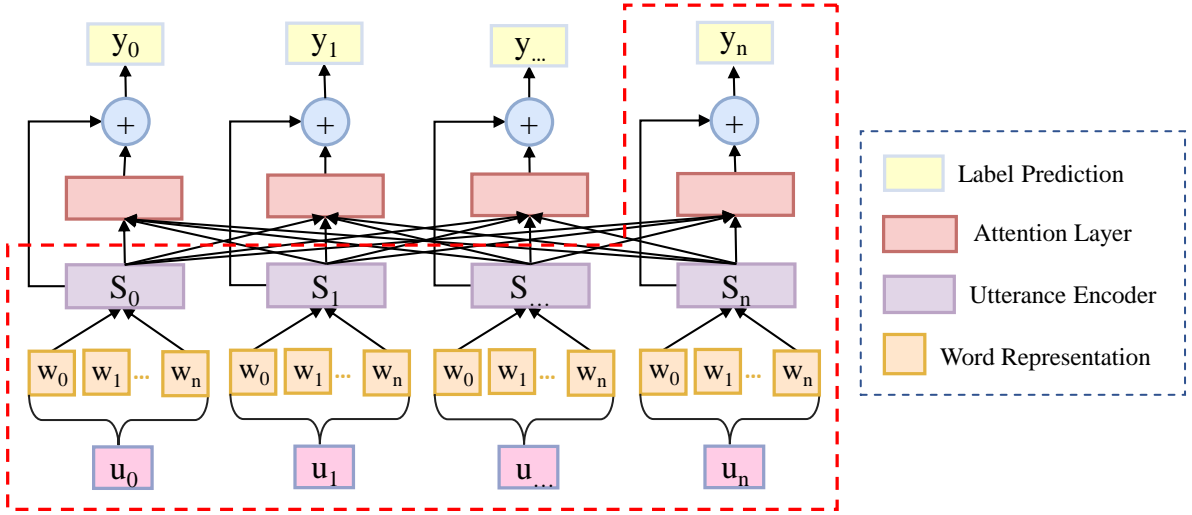 y₀ y₁ y... yₙ
+ + + +
S₀ S₁ S... Sₙ
w₀ w₁ ... wₙ w₀ w₁ ... wₙ w₀ w₁ ... wₙ w₀ w₁ ... wₙ
u₀ u₁ u... uₙ
Label Prediction
Attention Layer
Utterance Encoder
Word Representation